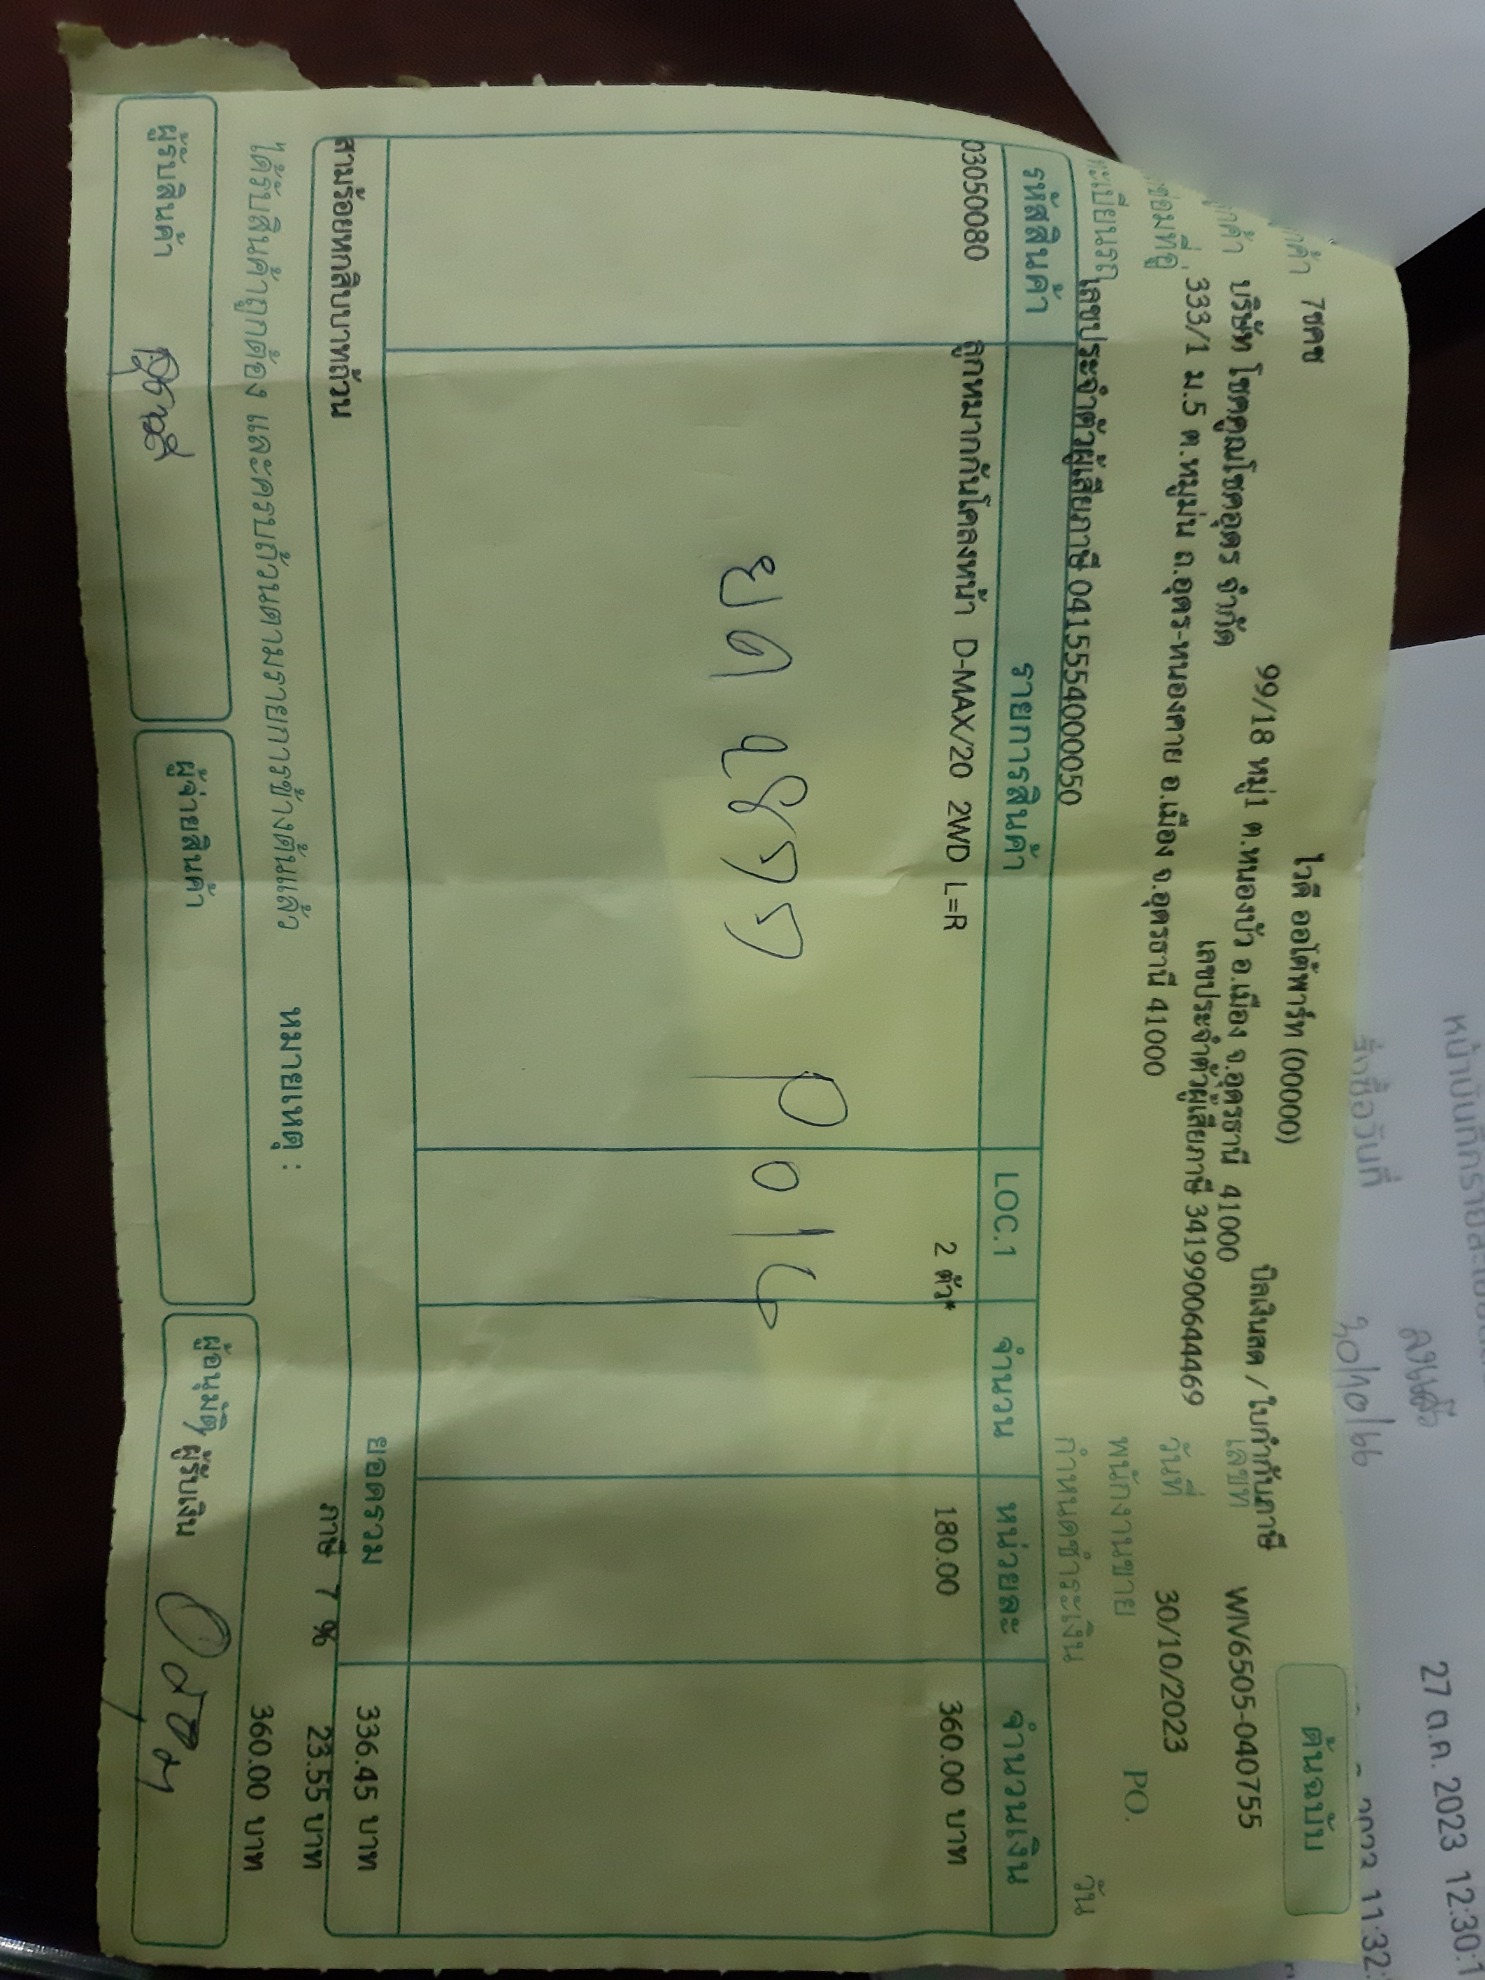 ไวดี ออโต้พาร์ท (00000)
ต้นฉบับ
99/18 หมู่1 ต.หนองบัว อ.เมือง จ.อุดรธานี 41000
บิลเงินสด / ใบกำกับภาษี
เลขประจำตัวผู้เสียภาษี 3419900644469
7ชคช
เลขที่ WIV6505-040755
บริษัท โชคคูณโชคอุดร จำกัด
วันที่ 30/10/2023
333/1 ม.5 ต.หมูม่น ถ.อุดร-หนองคาย อ.เมือง จ.อุดรธานี 41000
พนักงานขาย PO.
เลขประจำตัวผู้เสียภาษี 0415554000050
กำหนดชำระเงิน วัน
รหัสสินค้า รายการสินค้า LOC.1 จำนวน หน่วยละ จำนวนเงิน
03050080 ลูกหมากกันโคลงหน้า D-MAX/20 2WD L=R 2 ตัว* 180.00 360.00 บาท
ยอดรวม 336.45 บาท
สามร้อยหกสิบบาทถ้วน
ภาษี 7 % 23.55 บาท
360.00 บาท
ได้รับสินค้าถูกต้อง และครบถ้วนตามรายการข้างต้นแล้ว หมายเหตุ :
ผู้รับสินค้า ผู้จ่ายสินค้า ผู้อนุมัติ/ผู้รับเงิน
27 ต.ค. 2023 12:30:1
ลงแล้ว
30/10/66